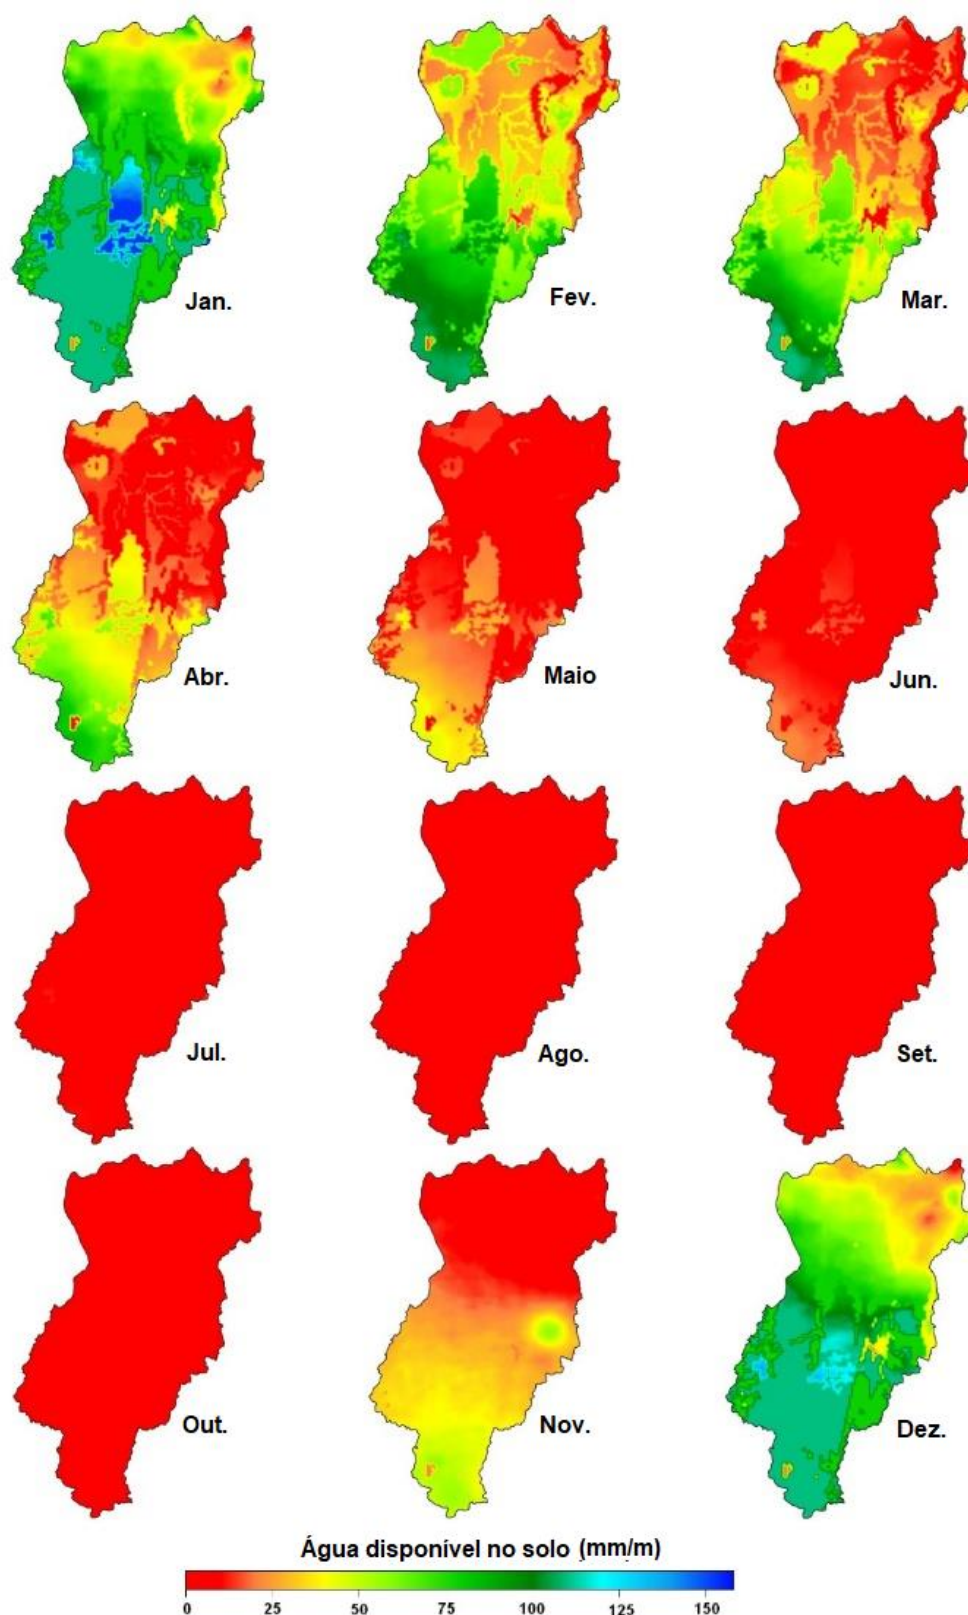 Jan.
Fev.
Mar.
Abr.
Maio
Jun.
Jul.
Ago.
Set.
Out.
Nov.
Dez.
Água disponível no solo (mm/m)
0 25 75 100 125 150